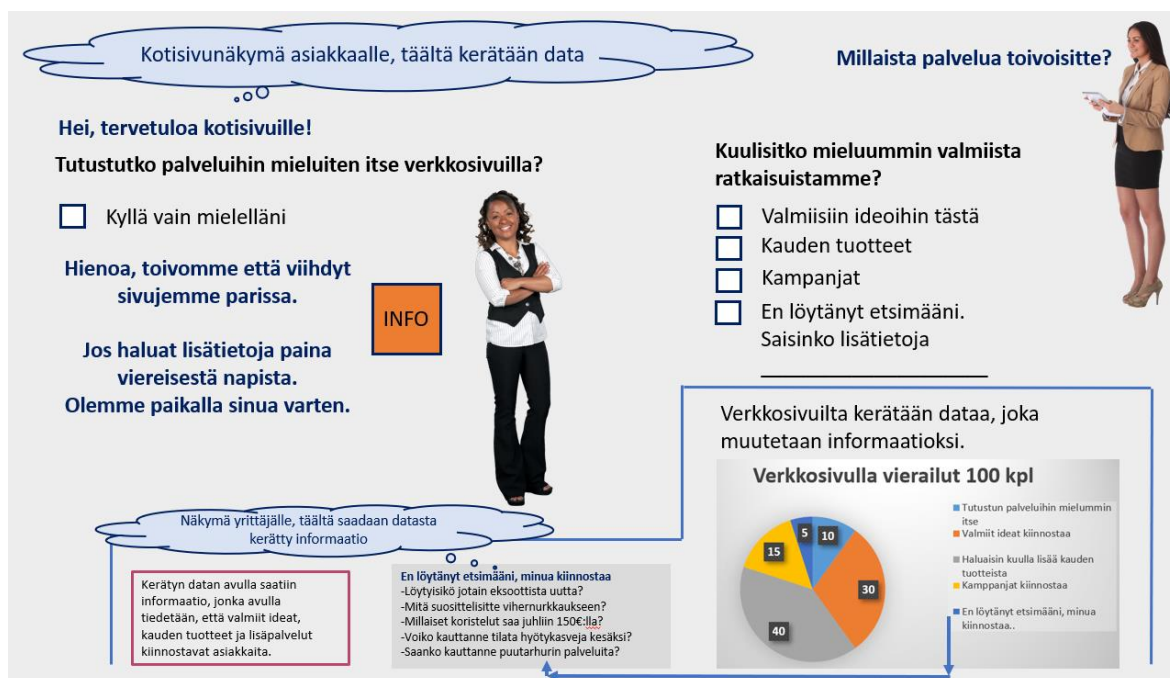 Kotisivunäkymä asiakkaalle, täältä kerätään data
Hei, tervetuloa kotisivuille!
Tutustutko palveluihin mieluiten itse verkkosivuilla?
Kyllä vain mielelläni
Hienoa, toivomme että viihdyt
sivujemme parissa.
INFO
Jos haluat lisätietoja paina
viereisestä napista.
Olemme paikalla sinua varten.
Millaista palvelua toivoisitte?
Kuulisitko mieluummin valmiista
ratkaisuistamme?
Valmiisiin ideoihin tästä
Kauden tuotteet
Kampanjat
En löytänyt etsimääni.
Saisinko lisätietoja
Verkkosivuilta kerätään dataa, joka
muutetaan informaatioksi.
Verkkosivulla vierailut 100 kpl
5
10
15
30
40
Tutustun palveluihin mielummin
itse
Valmiit ideat kiinnostaa
Haluaisin kuulla lisää kauden
tuotteista
Kamppanjat kiinnostaa
En löytänyt etsimääni, minua
kiinnostaa..
Näkymä yrittäjälle, täältä saadaan datasta
kerätty informaatio
Kerätyn datan avulla saatiin
informaatio, jonka avulla
tiedetään, että valmiit ideat,
kauden tuotteet ja lisäpalvelut
kiinnostavat asiakkaita.
En löytänyt etsimääni, minua kiinnostaa
-Löytyisikö jotain eksoottista uutta?
-Mitä suosittelisitte vihernurkkaukseen?
-Millaiset koristelut saa juhliin 150€:lla?
-Voiko kauttanne tilata hyötykasveja kesäksi?
-Saanko kauttanne puutarhurin palveluita?